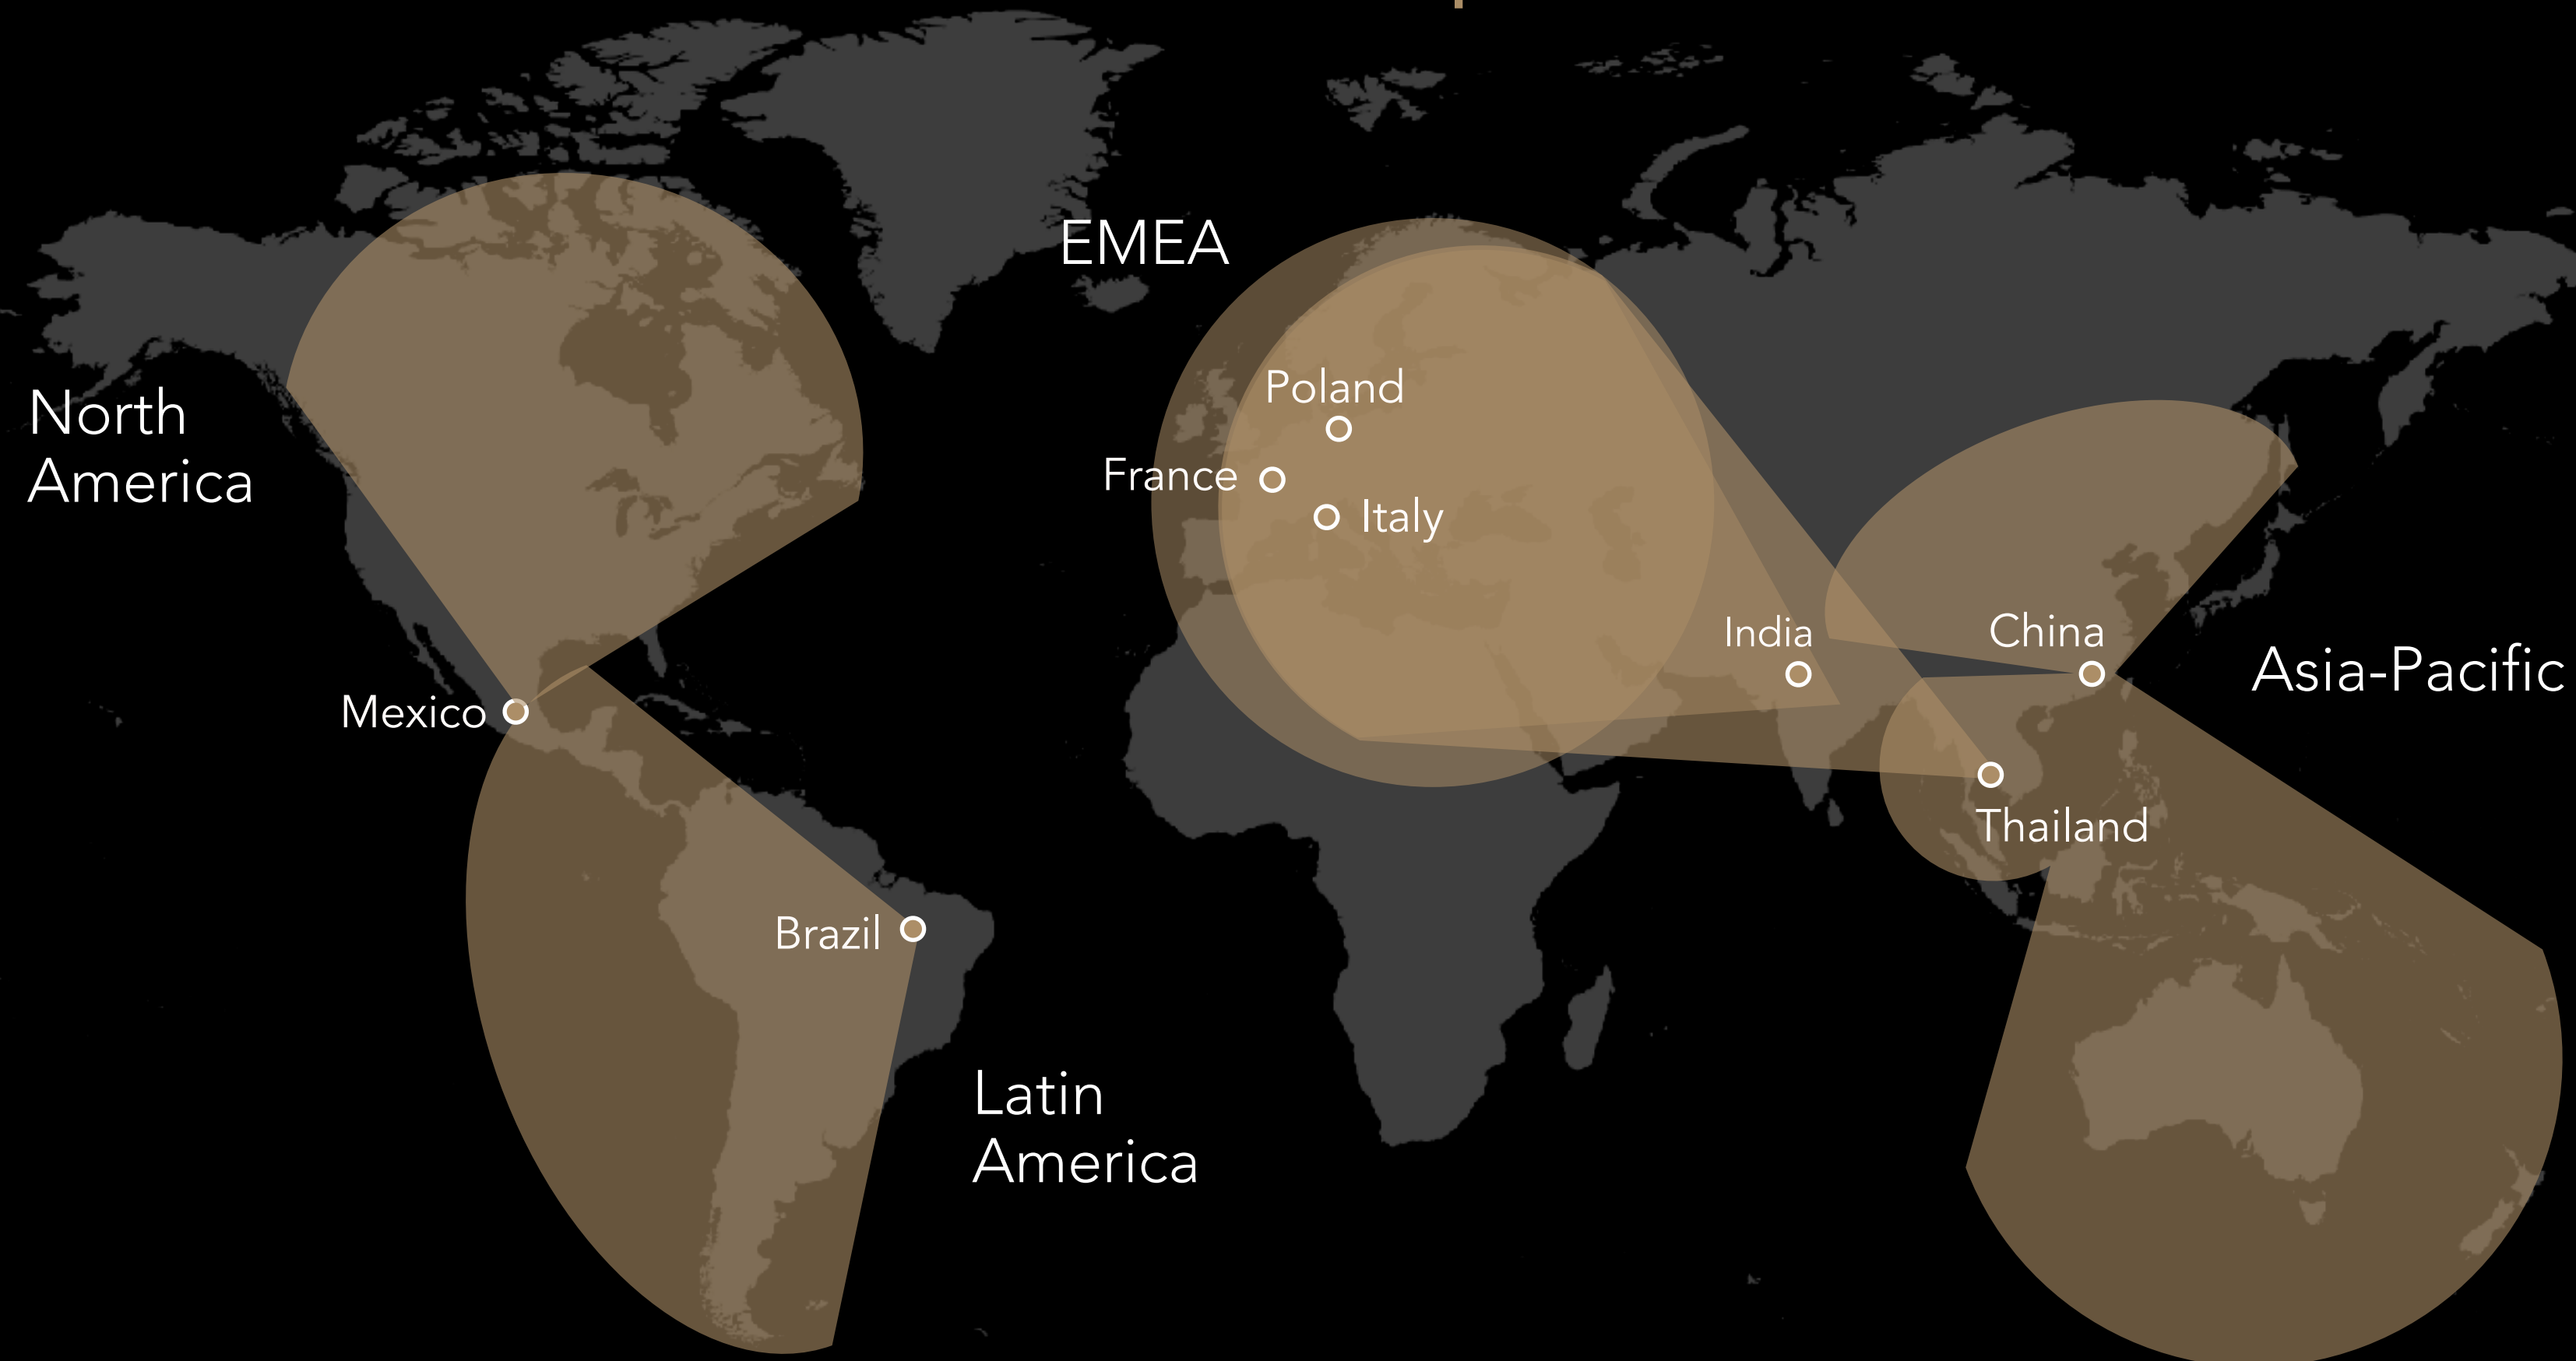 EMEA
North
America
Poland
France
Italy
India
China
Asia-Pacific
Mexico
Thailand
Brazil
Latin
America